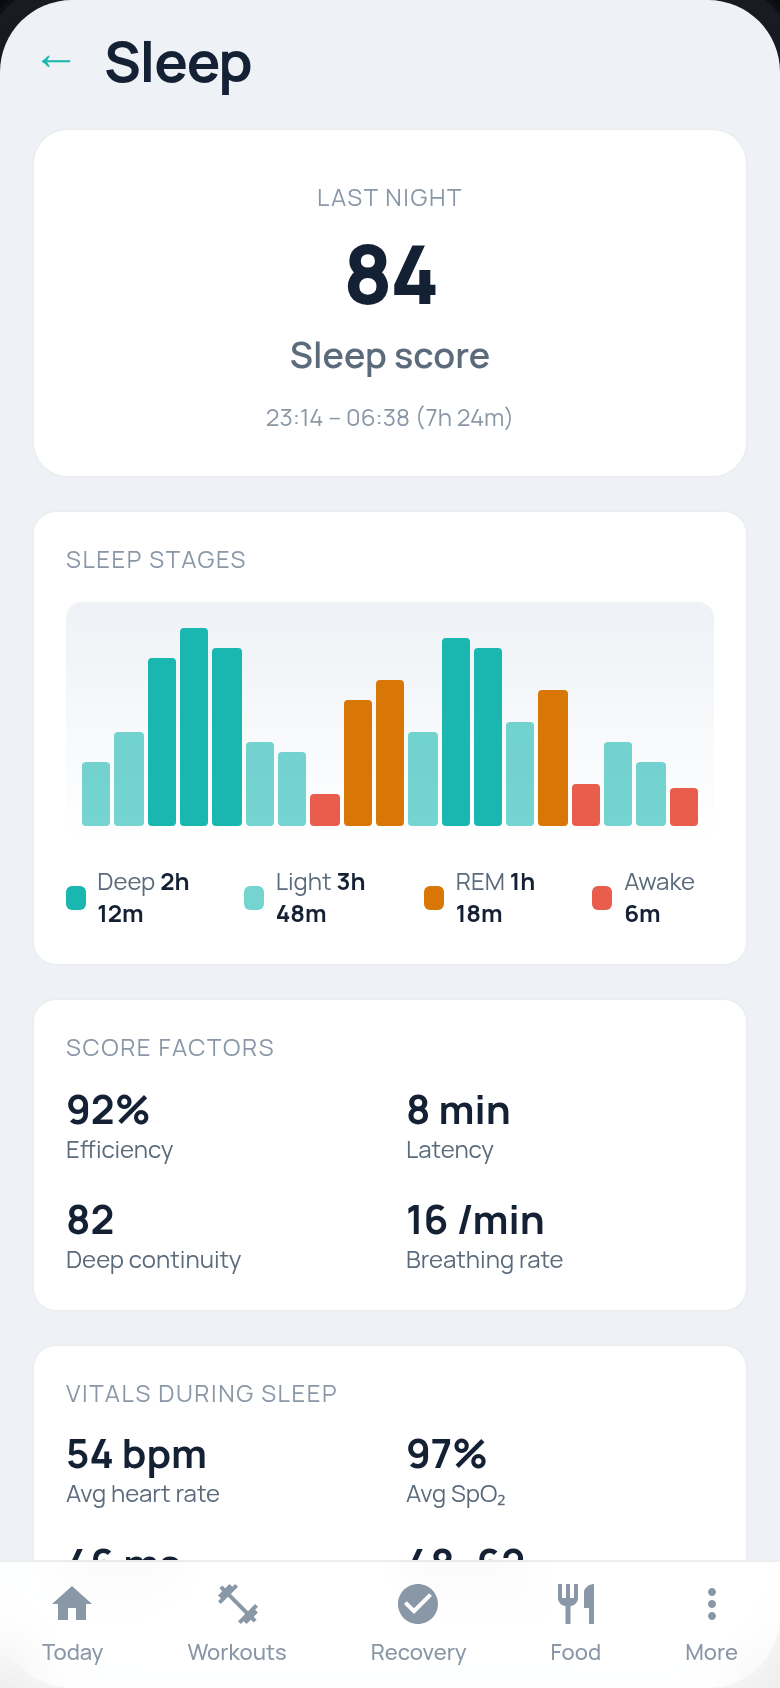 ← Sleep
LAST NIGHT
84
Sleep score
23:14 – 06:38 (7h 24m)
SLEEP STAGES
Deep 2h
12m
Light 3h
48m
REM 1h
18m
Awake
6m
SCORE FACTORS
92%
Efficiency
8 min
Latency
82
Deep continuity
16 /min
Breathing rate
VITALS DURING SLEEP
54 bpm
Avg heart rate
97%
Avg SpO₂
Today
Workouts
Recovery
Food
More